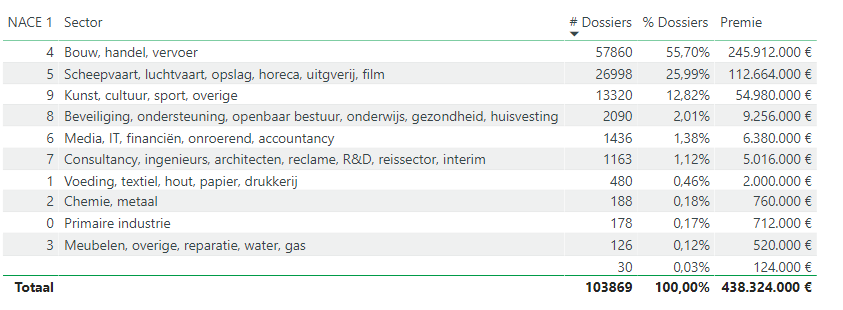 NACE 1 Sector # Dossiers % Dossiers Premie
4 Bouw, handel, vervoer 57860 55,70% 245.912.000 €
5 Scheepvaart, luchtvaart, opslag, horeca, uitgverij, film 26998 25,99% 112.664.000 €
9 Kunst, cultuur, sport, overige 13320 12,82% 54.980.000 €
8 Beveiliging, ondersteuning, openbaar bestuur, onderwijs, gezondheid, huisvesting 2090 2,01% 9.256.000 €
6 Media, IT, financiën, onroerend, accountancy 1436 1,38% 6.380.000 €
7 Consultancy, ingenieurs, architecten, reclame, R&D, reissector, interim 1163 1,12% 5.016.000 €
1 Voeding, textiel, hout, papier, drukkerij 480 0,46% 2.000.000 €
2 Chemie, metaal 188 0,18% 760.000 €
0 Primaire industrie 178 0,17% 712.000 €
3 Meubelen, overige, reparatie, water, gas 126 0,12% 520.000 €
30 0,03% 124.000 €
Totaal 103869 100,00% 438.324.000 €